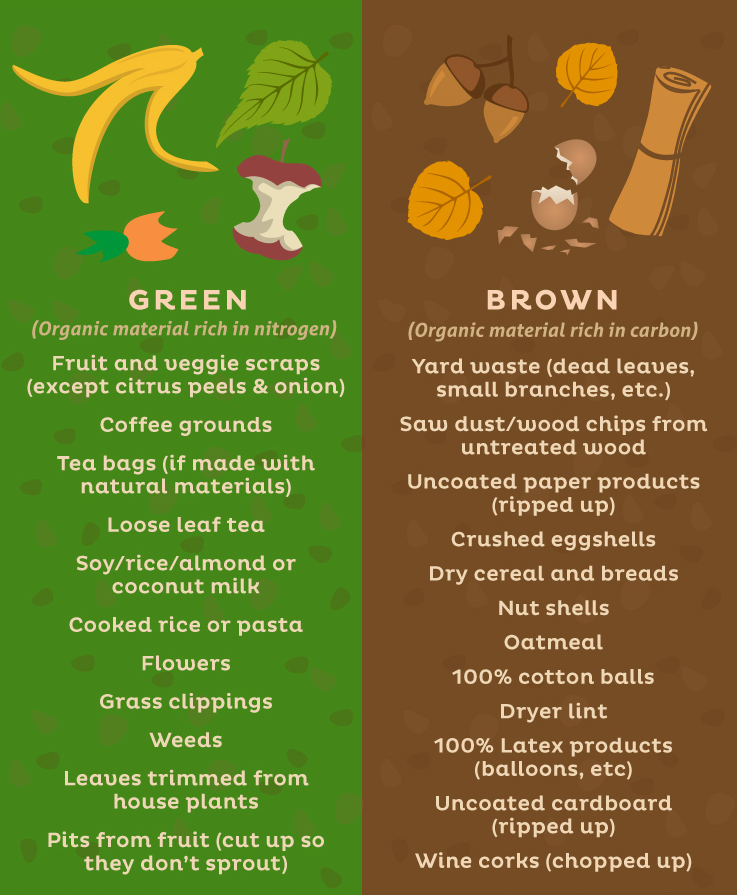 GREEN
(Organic material rich in nitrogen)
Fruit and veggie scraps
(except citrus peels & onion)
Coffee grounds
Tea bags (if made with
natural materials)
Loose leaf tea
Soy/rice/almond or
coconut milk
Cooked rice or pasta
Flowers
Grass clippings
Weeds
Leaves trimmed from
house plants
Pits from fruit (cut up so
they don’t sprout)
BROWN
(Organic material rich in carbon)
Yard waste (dead leaves,
small branches, etc.)
Saw dust/wood chips from
untreated wood
Uncoated paper products
(ripped up)
Crushed eggshells
Dry cereal and breads
Nut shells
Oatmeal
100% cotton balls
Dryer lint
100% Latex products
(balloons, etc)
Uncoated cardboard
(ripped up)
Wine corks (chopped up)